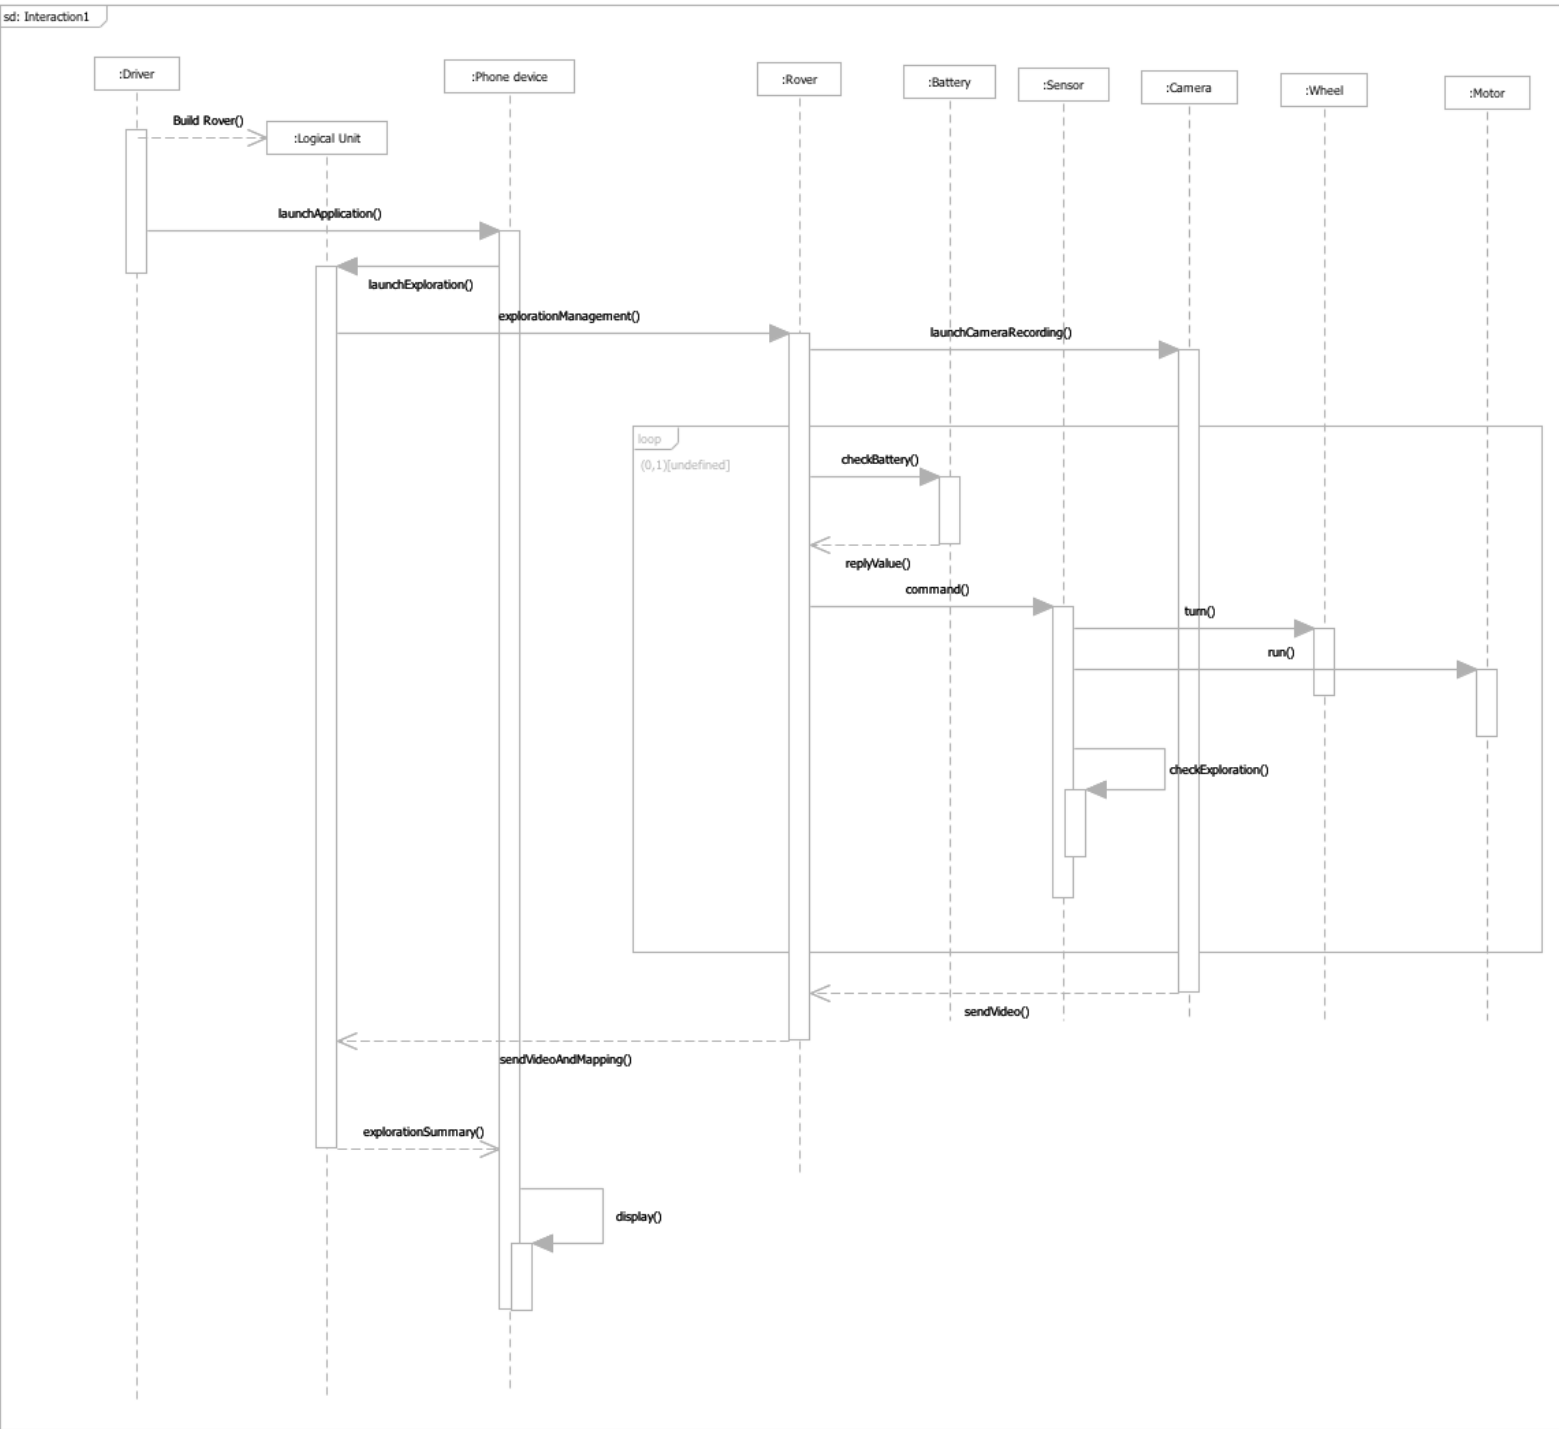 sd: Interaction1
:Driver
:Phone device
:Rover
:Battery
:Sensor
:Camera
:Wheel
:Motor
Build Rover()
:Logical Unit
launchApplication()
launchExploration()
explorationManagement()
launchCameraRecording()
loop
(0,1)[undefined]
checkBattery()
replyValue()
command()
turn()
run()
checkExploration()
sendVideo()
sendVideoAndMapping()
explorationSummary()
display()